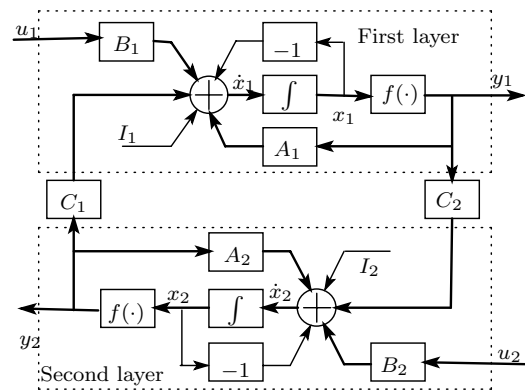 u₁
B₁
−1
First layer
ẋ₁
∫
x₁
f(·)
y₁
I₁
A₁
C₁
C₂
A₂
I₂
x₂
ẋ₂
f(·)
∫
y₂
−1
B₂
u₂
Second layer